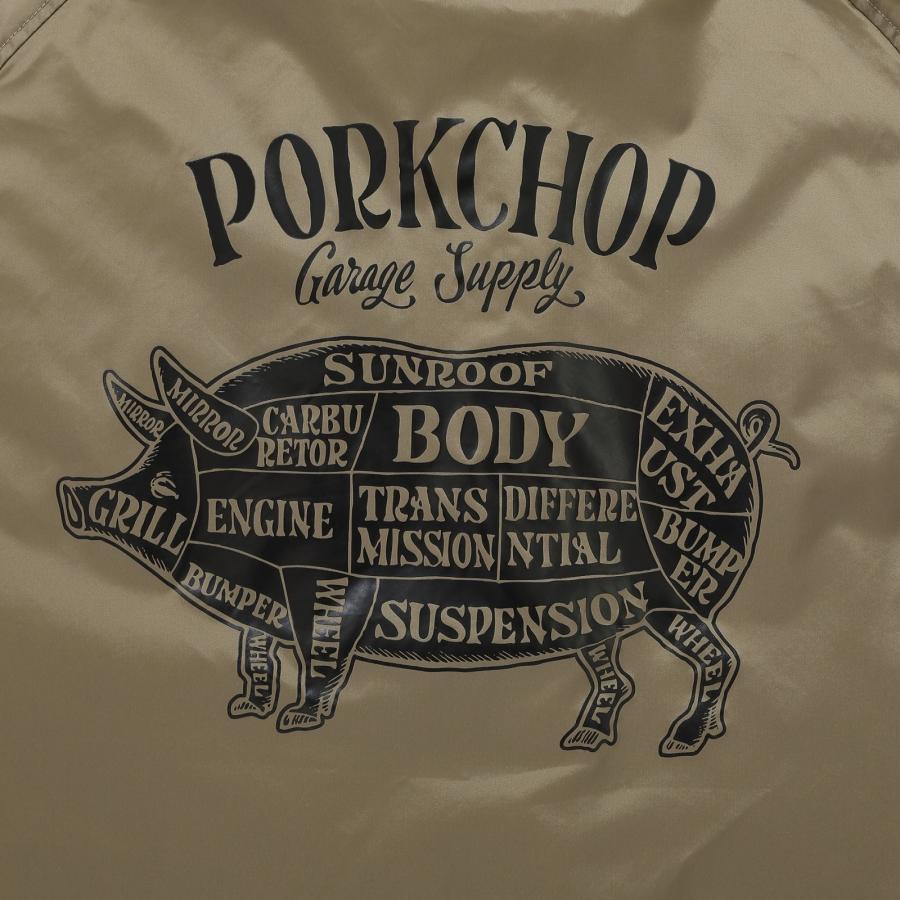 PORKCHOP
Garage Supply
SUNROOF
MIRROR
MIRROR
CARBU
RETOR
BODY
EXHA
UST
GRILL
ENGINE
TRANS
MISSION
DIFFERE
NTIAL
BUMP
ER
BUMPER
WHEEL
WHEEL
SUSPENSION
WHEEL
WHEEL